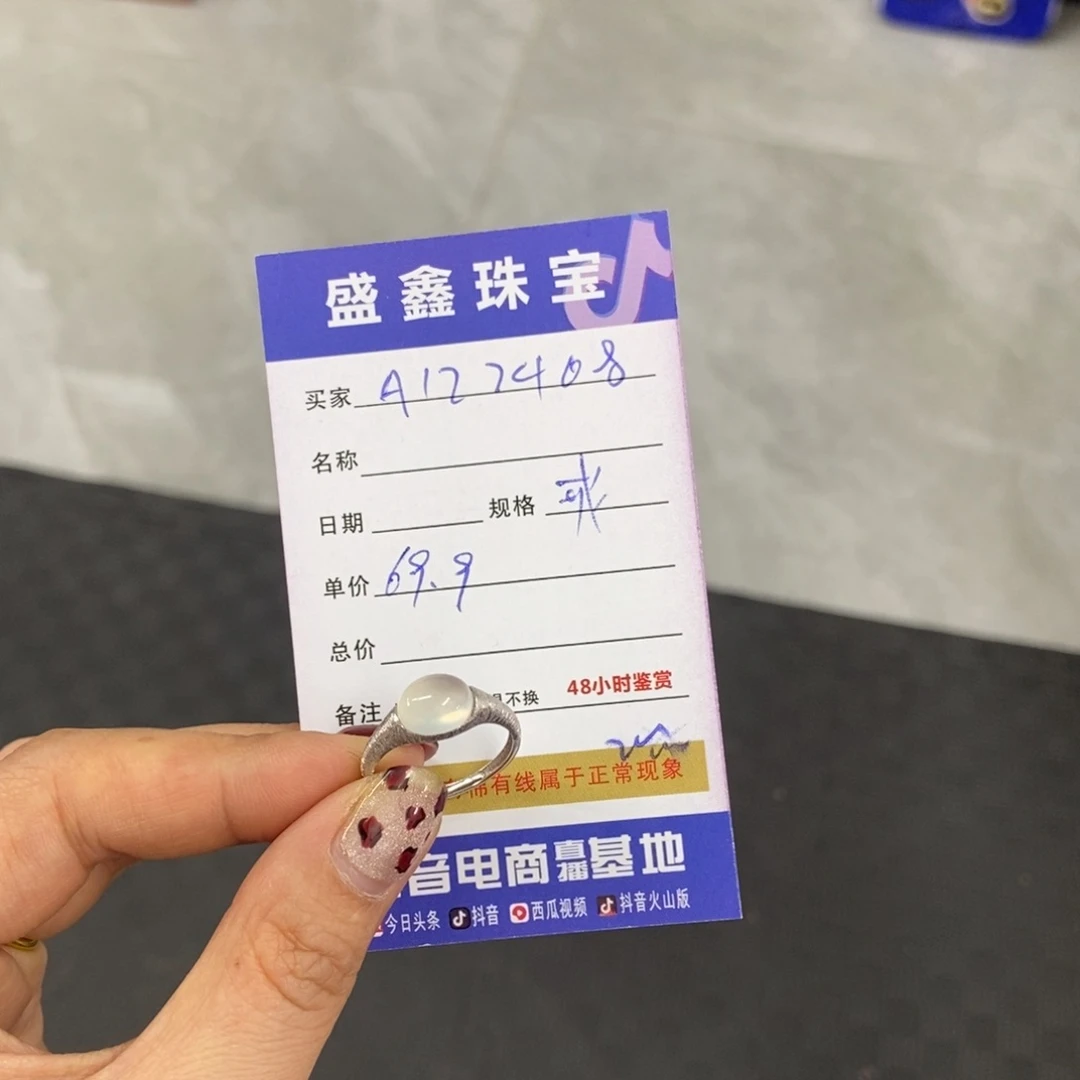 盛鑫珠宝
买家 A1277408
名称
日期 规格 戒
单价 69.9
总价
备注 不换 48小时鉴赏
有线属于正常现象
音电商直播基地
今日头条 抖音 西瓜视频 抖音火山版